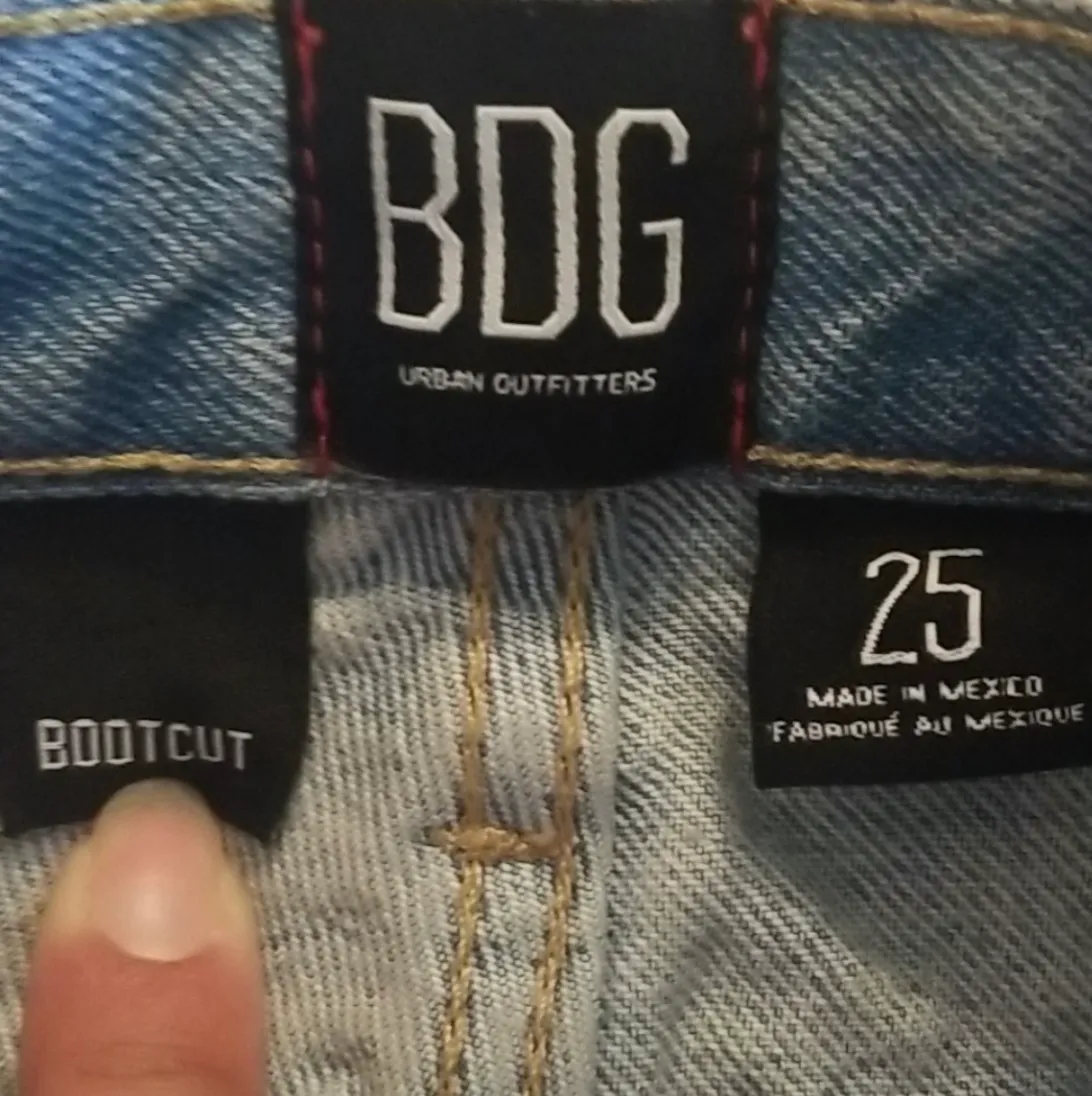 BDG
URBAN OUTFITTERS
BOOTCUT
25
MADE IN MEXICO
FABRIQUÉ AU MEXIQUE